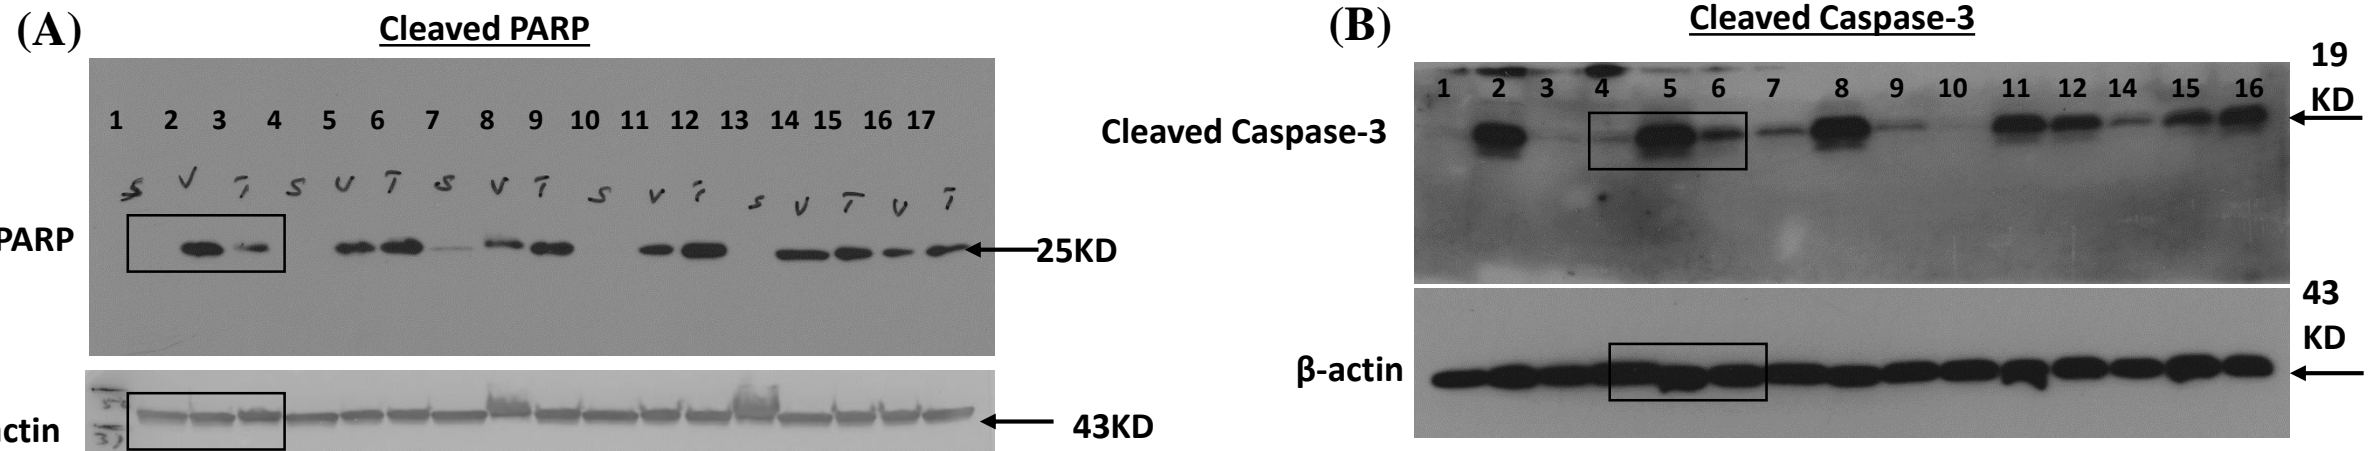 (A)
Cleaved PARP
1 2 3 4 5 6 7 8 9 10 11 12 13 14 15 16 17
S V T S V T S V T S V T S V T V T
PARP
25KD
actin
43KD
(B)
Cleaved Caspase-3
19
KD
1 2 3 4 5 6 7 8 9 10 11 12 14 15 16
Cleaved Caspase-3
43
KD
β-actin